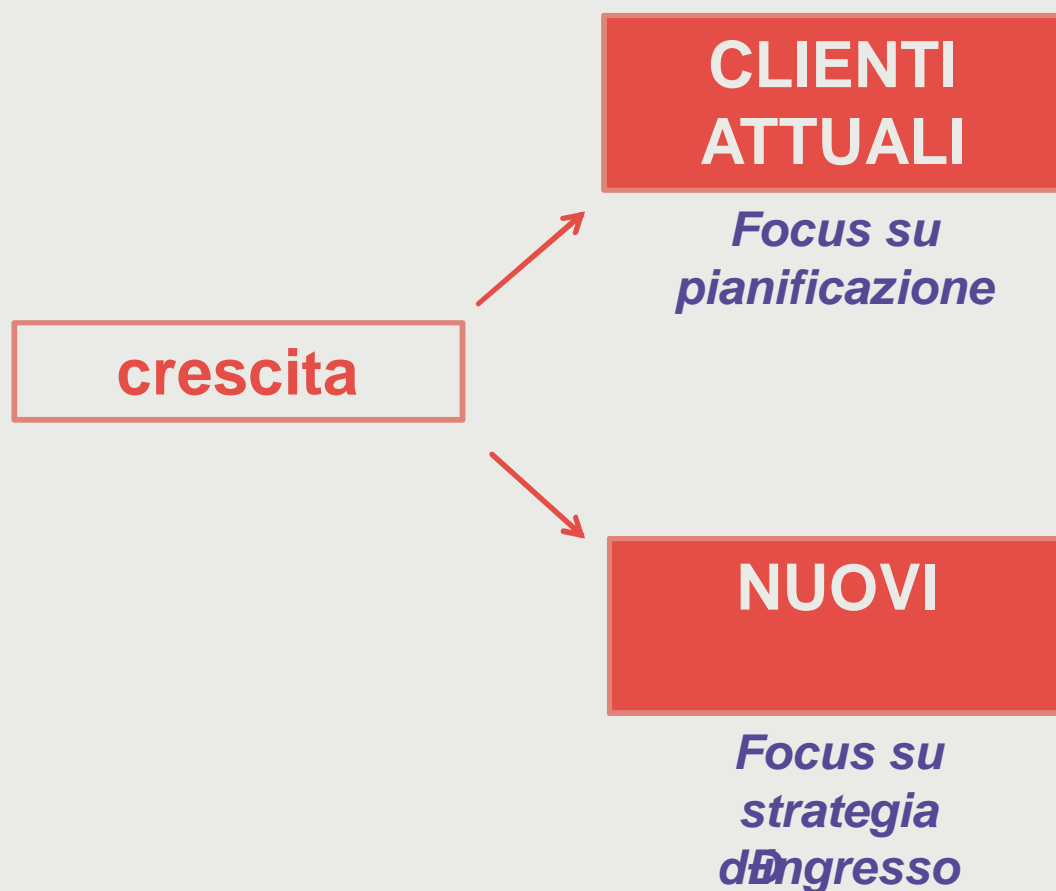 CLIENTI
ATTUALI
Focus su
pianificazione
crescita
NUOVI
Focus su
strategia